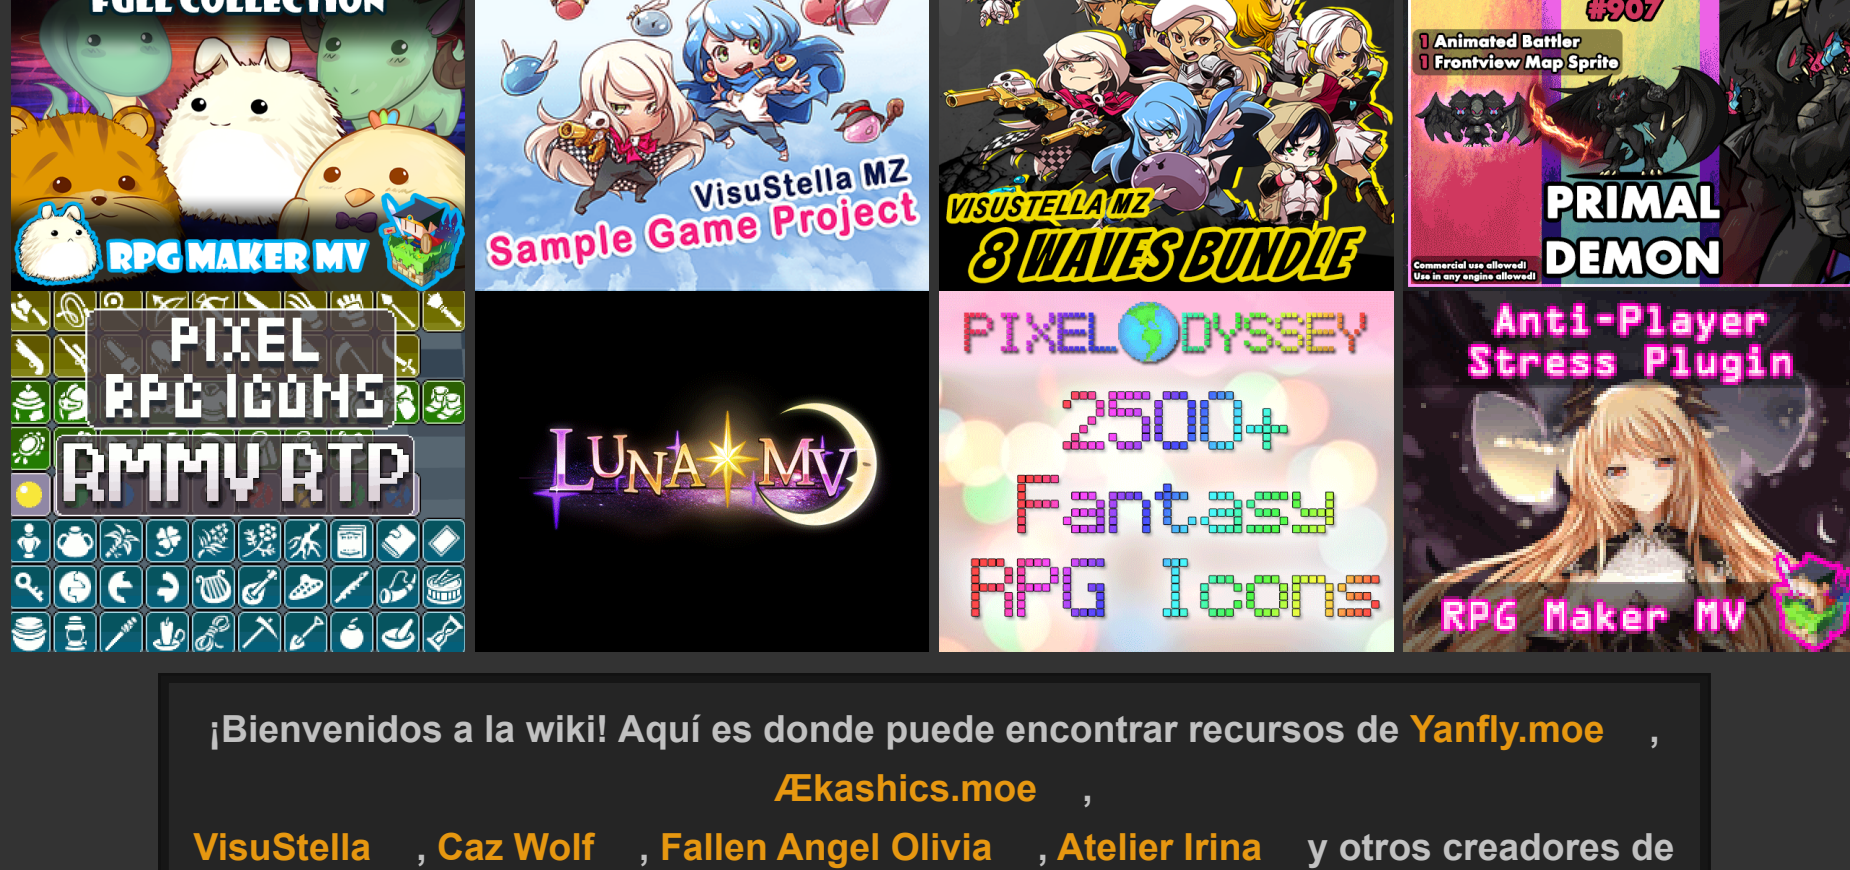 FULL COLLECTION
RPG MAKER MV
VisuStella MZ
Sample Game Project
VISUSTELLA MZ
8 WAVES BUNDLE
#907
1 Animated Battler
1 Frontview Map Sprite
PRIMAL
DEMON
Commercial use allowed!
Use in any engine allowed!
PIXEL
RPG ICONS
RMMV RTP
LUNA MV
PIXEL ODYSSEY
2500+
Fantasy
RPG Icons
Anti-Player
Stress Plugin
RPG Maker MV
¡Bienvenidos a la wiki! Aquí es donde puede encontrar recursos de Yanfly.moe ,
Ækashics.moe ,
VisuStella , Caz Wolf , Fallen Angel Olivia , Atelier Irina y otros creadores de